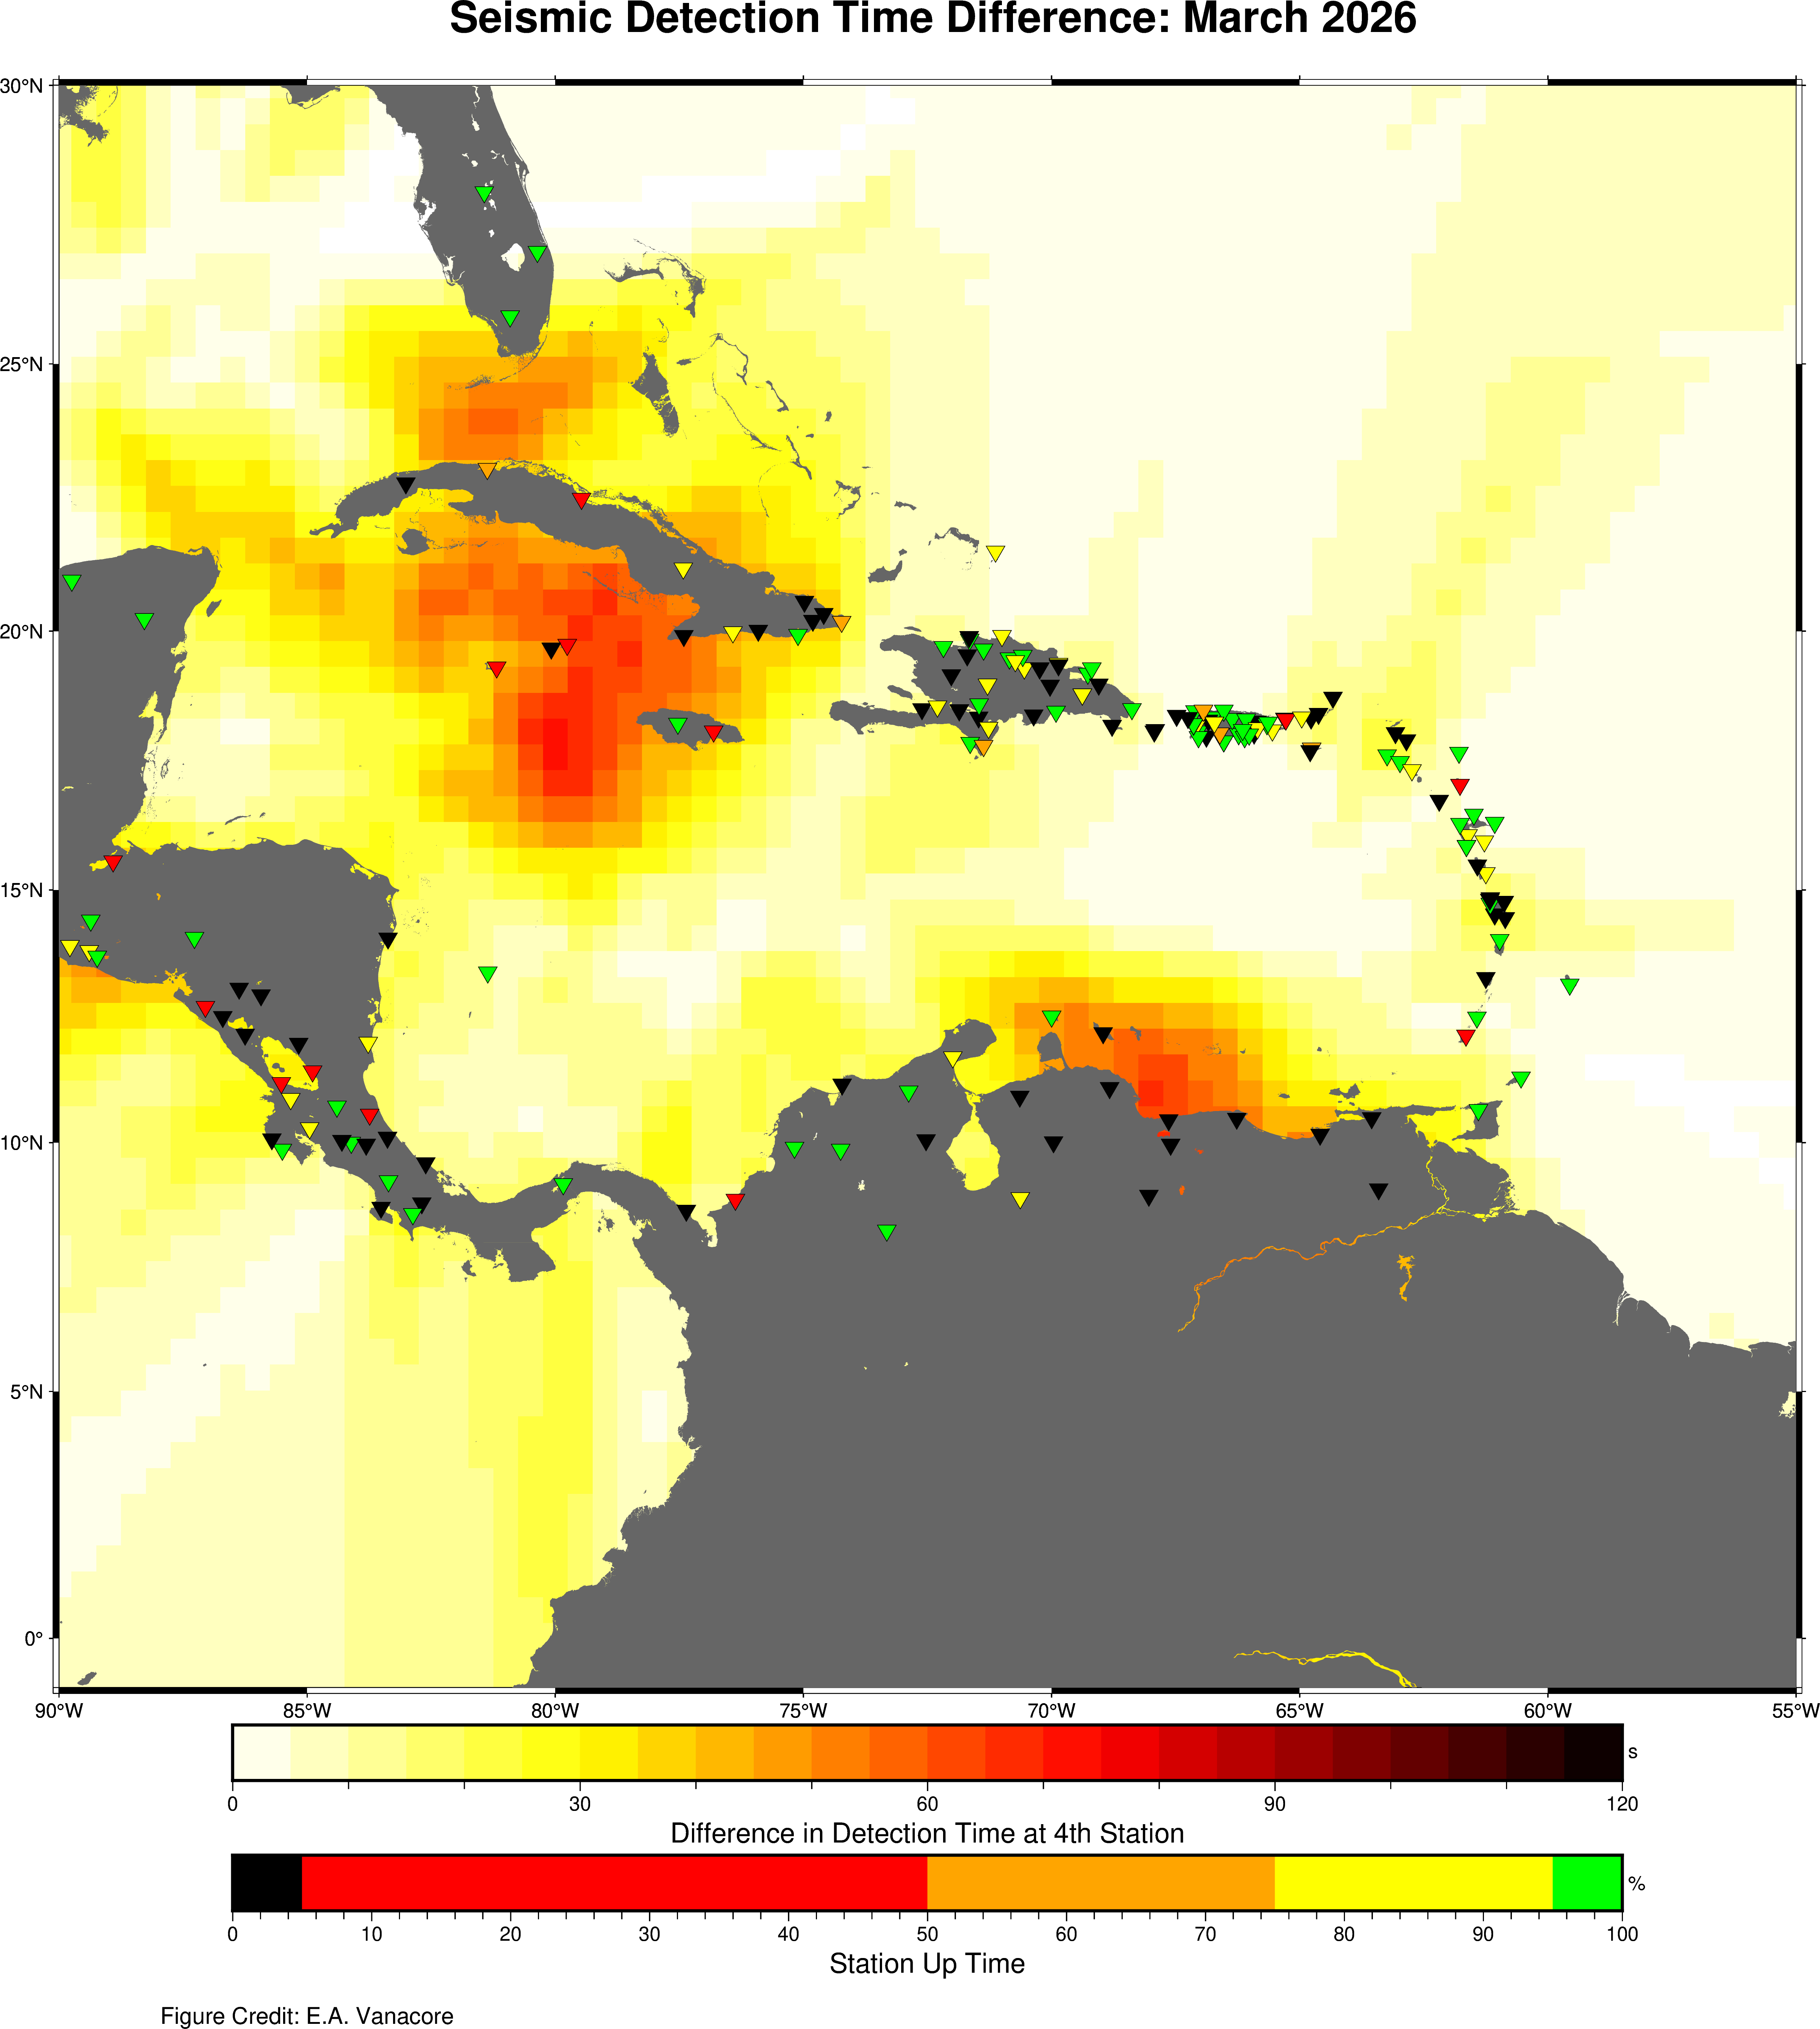 Seismic Detection Time Difference: March 2026
30°N
25°N
20°N
15°N
10°N
5°N
0°
90°W 85°W 80°W 75°W 70°W 65°W 60°W 55°W
s
0 30 60 90 120
Difference in Detection Time at 4th Station
%
0 10 20 30 40 50 60 70 80 90 100
Station Up Time
Figure Credit: E.A. Vanacore